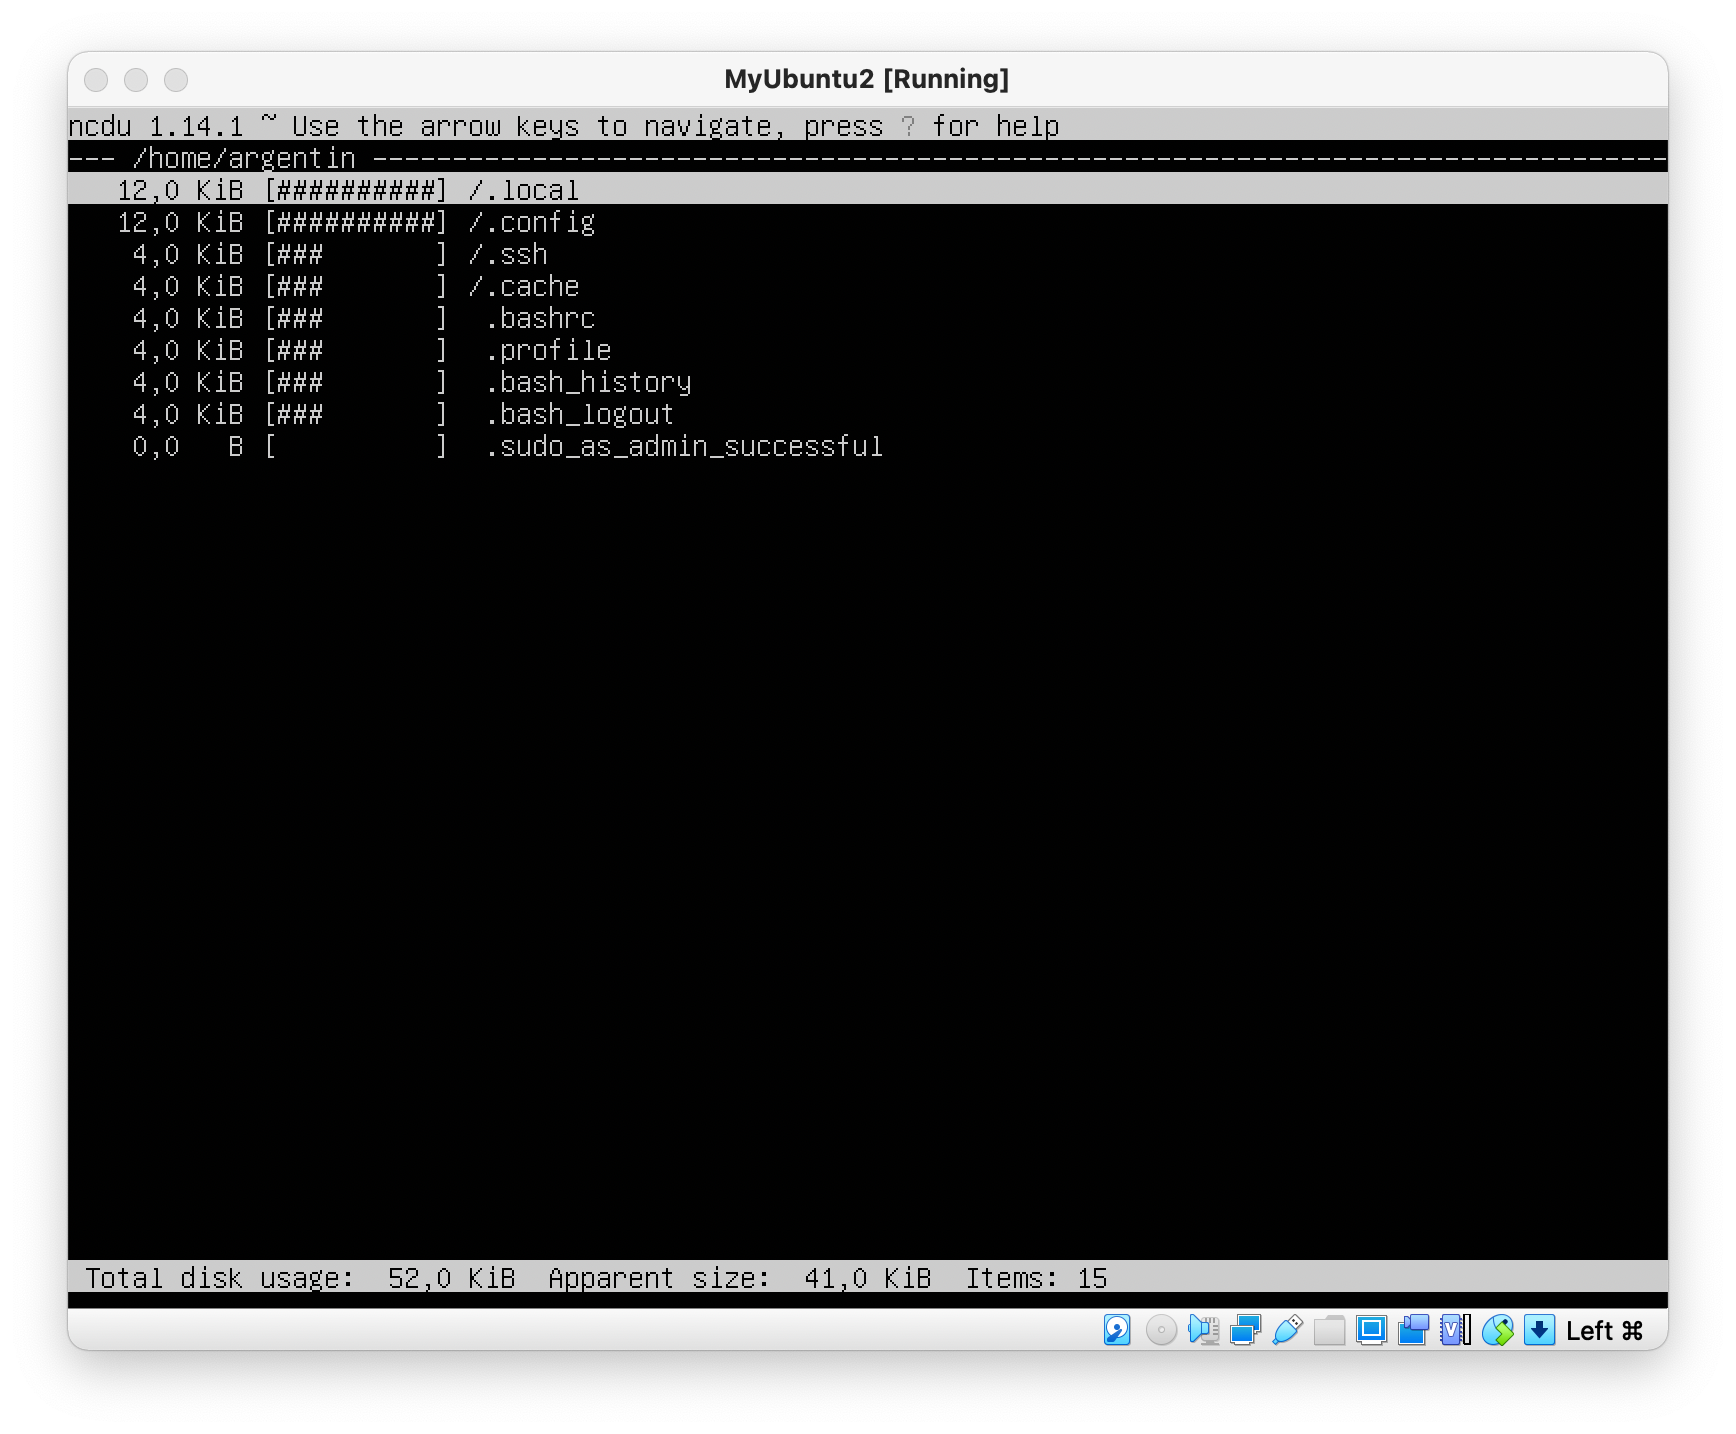 MyUbuntu2 [Running]
ncdu 1.14.1 ~ Use the arrow keys to navigate, press ? for help
--- /home/argentin ---------------------------------------------------------------------------------
   12,0 KiB [##########] /.local
   12,0 KiB [##########] /.config
    4,0 KiB [###       ] /.ssh
    4,0 KiB [###       ] /.cache
    4,0 KiB [###       ]  .bashrc
    4,0 KiB [###       ]  .profile
    4,0 KiB [###       ]  .bash_history
    4,0 KiB [###       ]  .bash_logout
    0,0   B [          ]  .sudo_as_admin_successful
 Total disk usage:  52,0 KiB  Apparent size:  41,0 KiB  Items: 15
Left ⌘